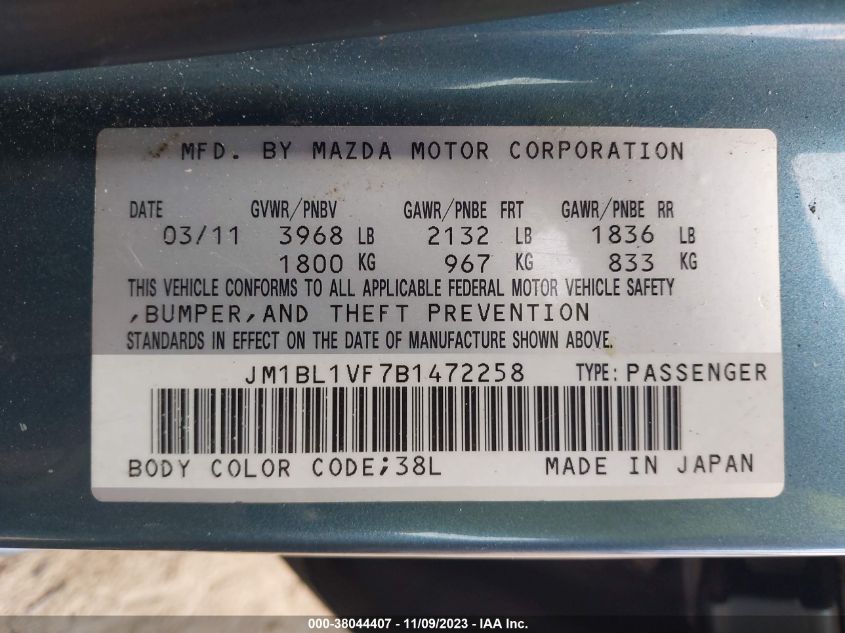 MFD. BY MAZDA MOTOR CORPORATION
DATE GVWR/PNBV GAWR/PNBE FRT GAWR/PNBE RR
03/11 3968 LB 2132 LB 1836 LB
1800 KG 967 KG 833 KG
THIS VEHICLE CONFORMS TO ALL APPLICABLE FEDERAL MOTOR VEHICLE SAFETY
,BUMPER,AND THEFT PREVENTION
STANDARDS IN EFFECT ON THE DATE OF MANUFACTURE SHOWN ABOVE.
JM1BL1VF7B1472258 TYPE:PASSENGER
BODY COLOR CODE;38L MADE IN JAPAN
000-38044407 - 11/09/2023 - IAA Inc.